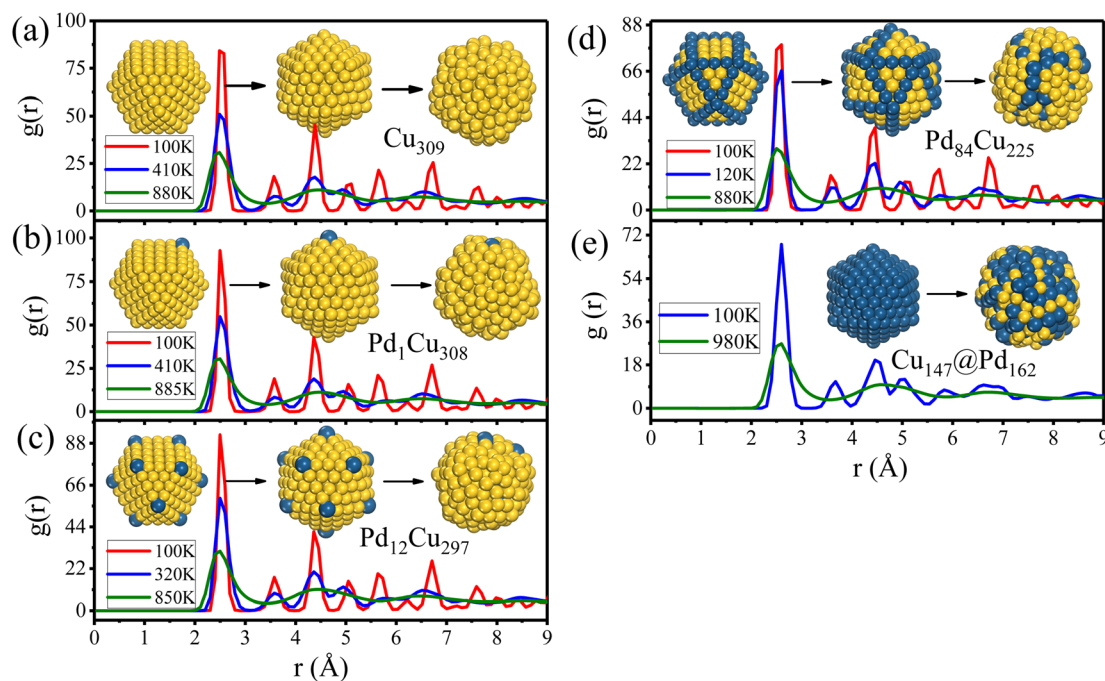 (a)
g(r)
100
75
50
25
0
Cu309
100K
410K
880K
(b)
g(r)
100
75
50
25
0
Pd1Cu308
100K
410K
885K
(c)
g(r)
88
66
44
22
0
Pd12Cu297
100K
320K
850K
0 1 2 3 4 5 6 7 8 9
r (Å)
(d)
g(r)
88
66
44
22
0
Pd84Cu225
100K
120K
880K
(e)
g (r)
72
54
36
18
0
Cu147@Pd162
100K
980K
0 1 2 3 4 5 6 7 8 9
r (Å)